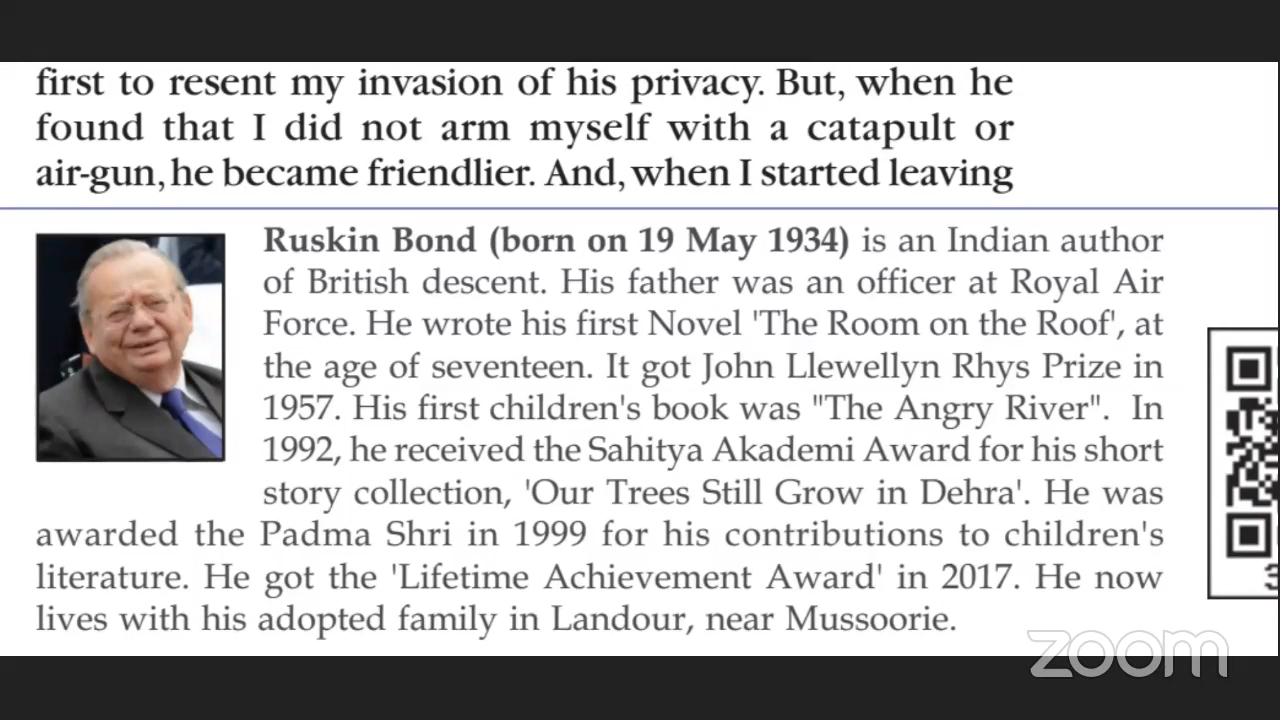 first to resent my invasion of his privacy. But, when he
found that I did not arm myself with a catapult or
air-gun, he became friendlier. And, when I started leaving
Ruskin Bond (born on 19 May 1934) is an Indian author
of British descent. His father was an officer at Royal Air
Force. He wrote his first Novel 'The Room on the Roof', at
the age of seventeen. It got John Llewellyn Rhys Prize in
1957. His first children's book was "The Angry River". In
1992, he received the Sahitya Akademi Award for his short
story collection, 'Our Trees Still Grow in Dehra'. He was
awarded the Padma Shri in 1999 for his contributions to children's
literature. He got the 'Lifetime Achievement Award' in 2017. He now
lives with his adopted family in Landour, near Mussoorie.
zoom